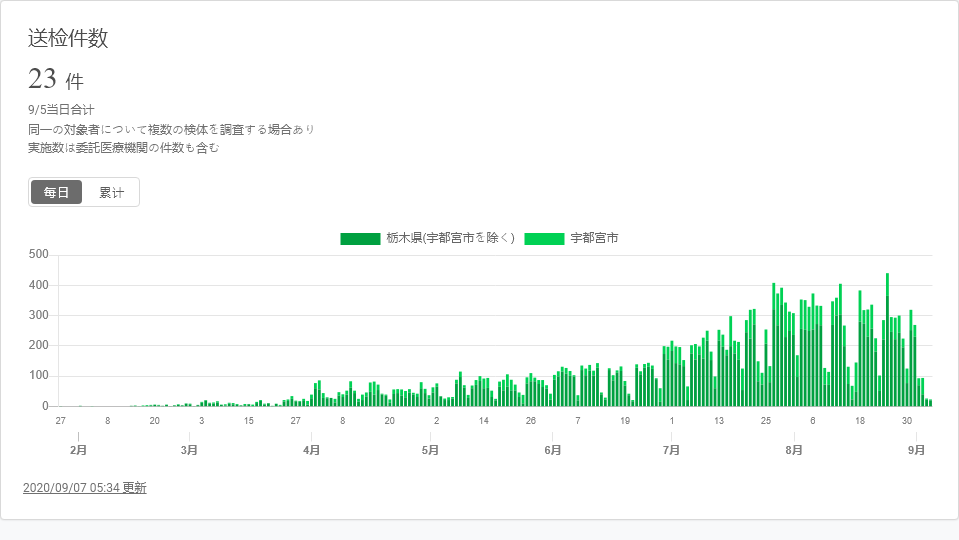 送检件数
23 件
9/5当日合计
同一の対象者について複数の検体を調査する場合あり
実施数は委託医療機関の件数も含む
每日 累计
栃木県(宇都宮市を除く) 宇都宮市
500
400
300
200
100
0
27 8 20 3 15 27 8 20 2 14 26 7 19 1 13 25 6 18 30
2月 3月 4月 5月 6月 7月 8月 9月
2020/09/07 05:34 更新